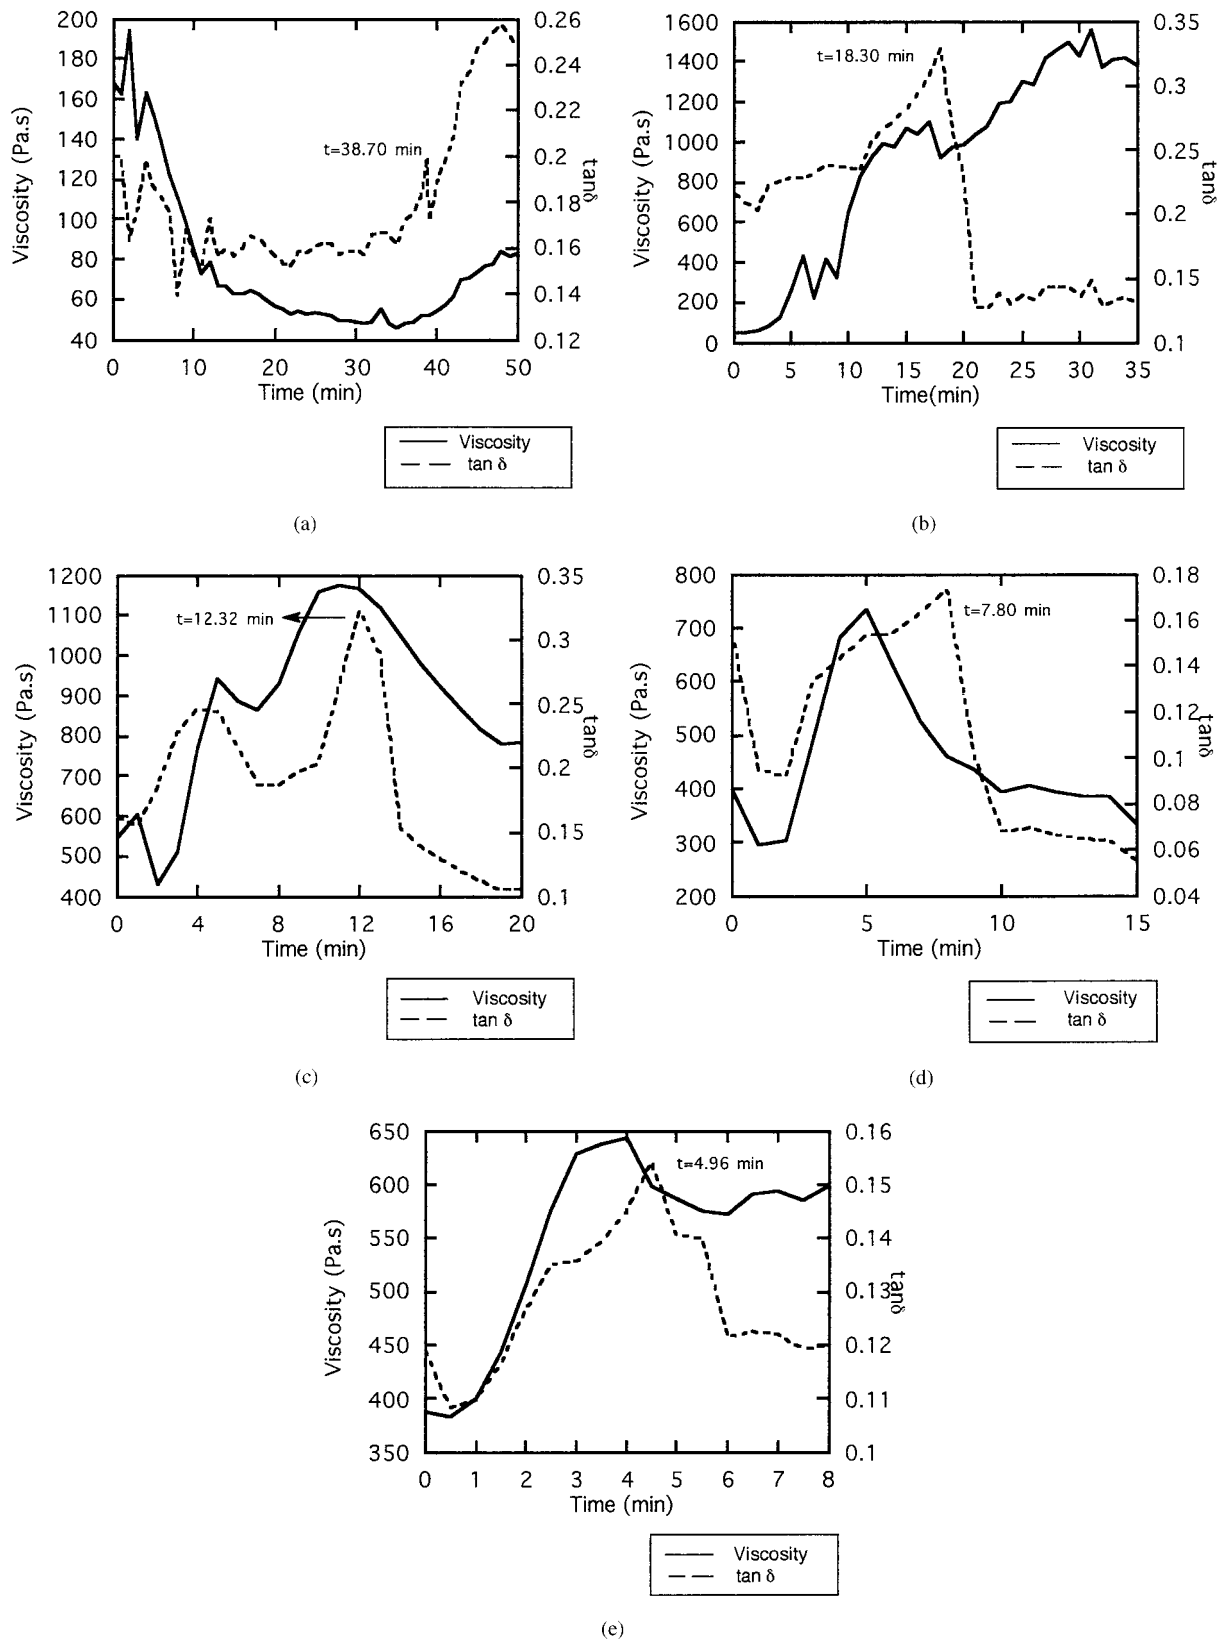 200
180
160
140
120
100
80
60
40
Viscosity (Pa.s)
t=38.70 min
0.26
0.24
0.22
0.2
0.18
0.16
0.14
0.12
tanδ
0 10 20 30 40 50
Time (min)
Viscosity
tan δ
(a)
1600
1400
1200
1000
800
600
400
200
0
Viscosity (Pa.s)
t=18.30 min
0.35
0.3
0.25
0.2
0.15
0.1
tanδ
0 5 10 15 20 25 30 35
Time(min)
Viscosity
tan δ
(b)
1200
1100
1000
900
800
700
600
500
400
Viscosity (Pa.s)
t=12.32 min
0.35
0.3
0.25
0.2
0.15
0.1
tanδ
0 4 8 12 16 20
Time (min)
Viscosity
tan δ
(c)
800
700
600
500
400
300
200
Viscosity (Pa.s)
t=7.80 min
0.18
0.16
0.14
0.12
0.1
0.08
0.06
0.04
tanδ
0 5 10 15
Time (min)
Viscosity
tan δ
(d)
650
600
550
500
450
400
350
Viscosity (Pa.s)
t=4.96 min
0.16
0.15
0.14
0.13
0.12
0.11
0.1
tanδ
0 1 2 3 4 5 6 7 8
Time (min)
Viscosity
tan δ
(e)